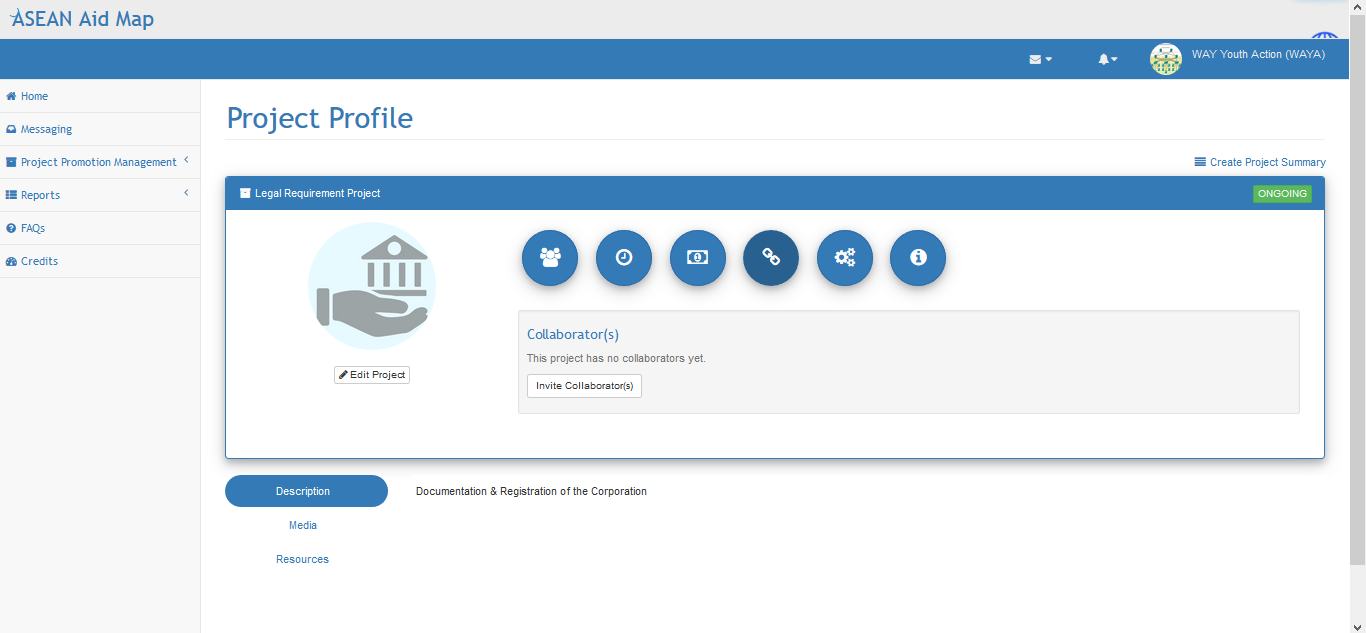 ASEAN Aid Map
WAY Youth Action (WAYA)
Home
Messaging
Project Promotion Management
Reports
FAQs
Credits
Project Profile
Create Project Summary
Legal Requirement Project
ONGOING
Edit Project
Collaborator(s)
This project has no collaborators yet.
Invite Collaborator(s)
Description
Documentation & Registration of the Corporation
Media
Resources